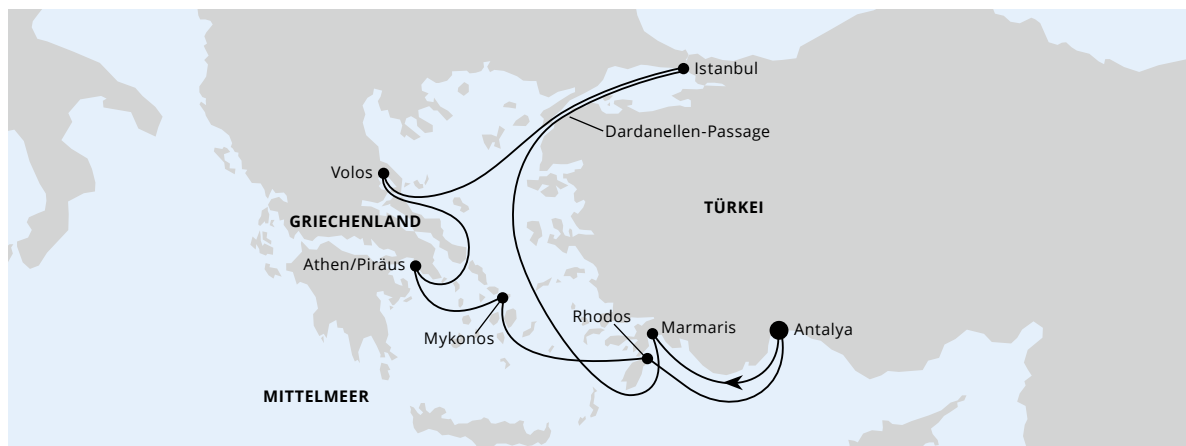 Istanbul
Dardanellen-Passage
Volos
TÜRKEI
GRIECHENLAND
Athen/Piräus
Rhodos
Marmaris
Antalya
Mykonos
MITTELMEER